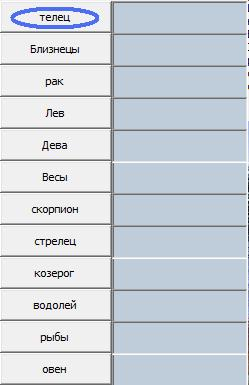 телец
Близнецы
рак
Лев
Дева
Весы
скорпион
стрелец
козерог
водолей
рыбы
овен